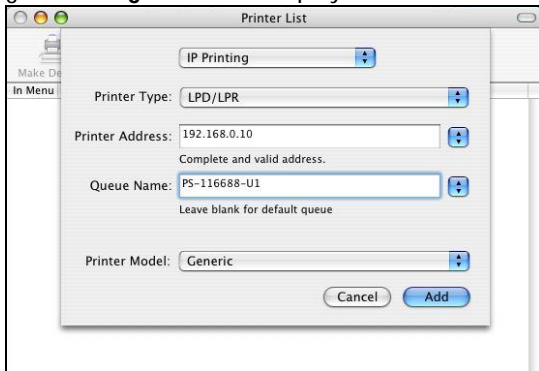 Printer List
IP Printing
Make De
In Menu
Printer Type: LPD/LPR
Printer Address: 192.168.0.10
Complete and valid address.
Queue Name: PS-116688-U1
Leave blank for default queue
Printer Model: Generic
Cancel Add